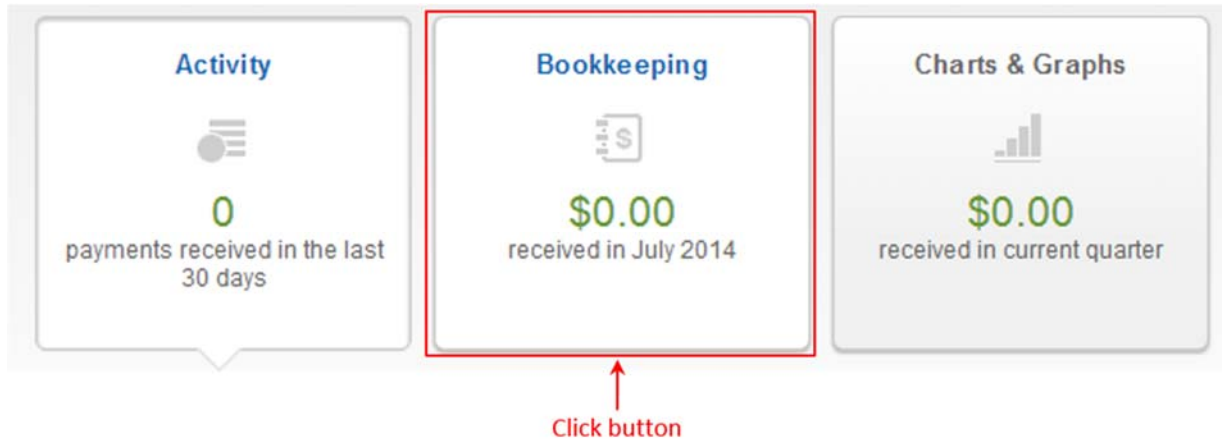 Activity
0
payments received in the last
30 days
Bookkeeping
$
$0.00
received in July 2014
Charts & Graphs
$0.00
received in current quarter
Click button